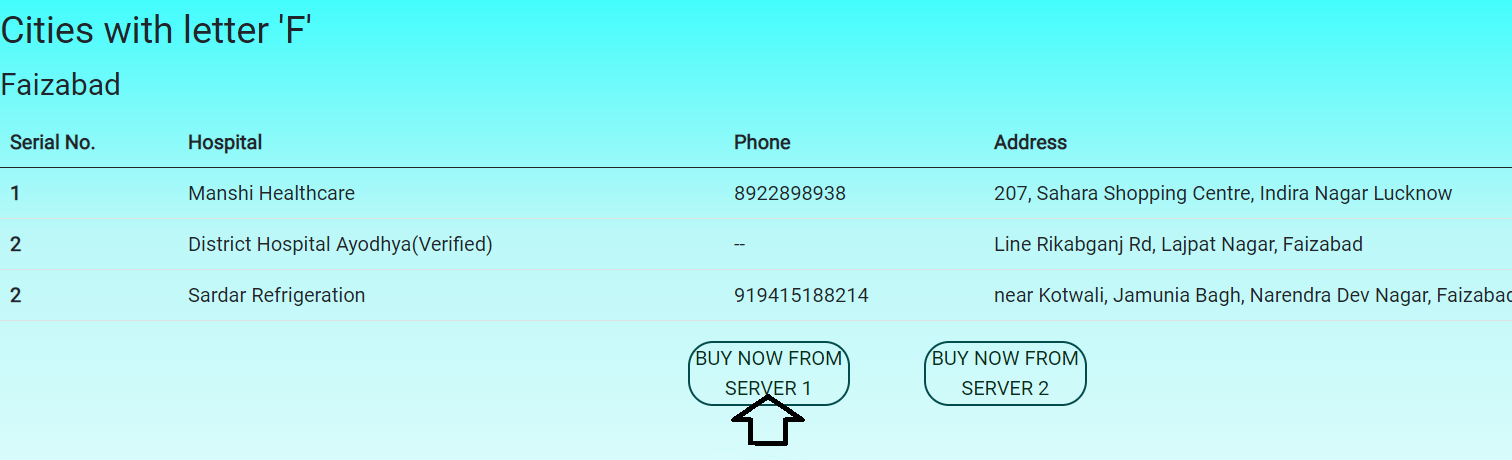 Cities with letter 'F'
Faizabad
Serial No. Hospital Phone Address
1 Manshi Healthcare 8922898938 207, Sahara Shopping Centre, Indira Nagar Lucknow
2 District Hospital Ayodhya(Verified) -- Line Rikabganj Rd, Lajpat Nagar, Faizabad
2 Sardar Refrigeration 919415188214 near Kotwali, Jamunia Bagh, Narendra Dev Nagar, Faizabad
BUY NOW FROM
SERVER 1
BUY NOW FROM
SERVER 2